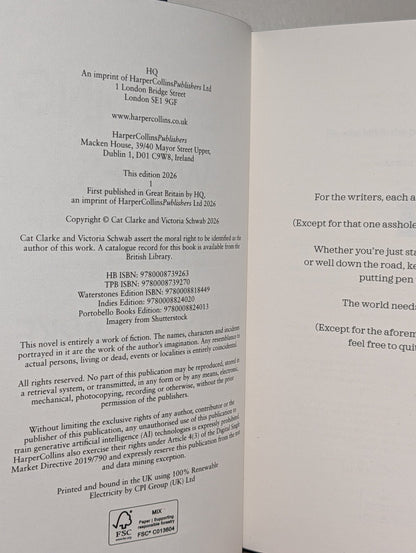 HQ
An imprint of HarperCollinsPublishers Ltd
1 London Bridge Street
London SE1 9GF
www.harpercollins.co.uk
HarperCollinsPublishers
Macken House, 39/40 Mayor Street Upper,
Dublin 1, D01 C9W8, Ireland
This edition 2026
1
First published in Great Britain by HQ,
an imprint of HarperCollinsPublishers Ltd 2026
Copyright © Cat Clarke and Victoria Schwab 2026
Cat Clarke and Victoria Schwab assert the moral right to be identified as the
author of this work. A catalogue record for this book is available from the
British Library.
HB ISBN: 9780008739263
TPB ISBN: 9780008739270
Waterstones Edition ISBN: 9780008818449
Indies Edition: 9780008824020
Portobello Books Edition: 9780008824013
Imagery from Shutterstock
This novel is entirely a work of fiction. The names, characters and incidents
portrayed in it are the work of the author's imagination. Any resemblance to
actual persons, living or dead, events or localities is entirely coincidental.
All rights reserved. No part of this publication may be reproduced, stored in
a retrieval system, or transmitted, in any form or by any means, electronic,
mechanical, photocopying, recording or otherwise, without the prior
permission of the publishers.
Without limiting the exclusive rights of any author, contributor or the
publisher of this publication, any unauthorised use of this publication to
train generative artificial intelligence (AI) technologies is expressly prohibited.
HarperCollins also exercise their rights under Article 4(3) of the Digital Single
Market Directive 2019/790 and expressly reserve this publication from the text
and data mining exception.
Printed and bound in the UK using 100% Renewable
Electricity by CPI Group (UK) Ltd
FSC
www.fsc.org
MIX
Paper | Supporting
responsible forestry
FSC® C013604
For the writers, each a
(Except for that one asshole
Whether you're just sta
or well down the road, ke
putting pen
The world need
(Except for the aforem
feel free to quit